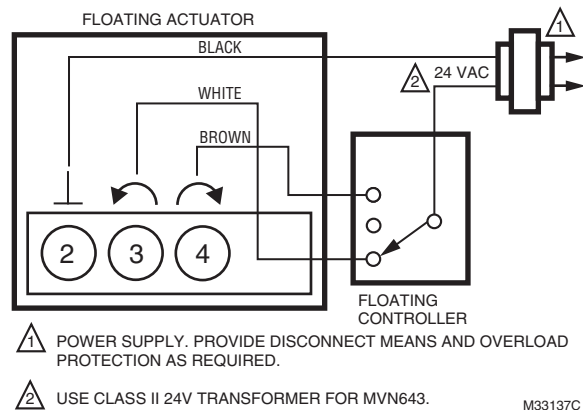 FLOATING ACTUATOR
BLACK
1
2
24 VAC
WHITE
BROWN
2
3
4
FLOATING
CONTROLLER
1
POWER SUPPLY. PROVIDE DISCONNECT MEANS AND OVERLOAD
PROTECTION AS REQUIRED.
2
USE CLASS II 24V TRANSFORMER FOR MVN643.
M33137C